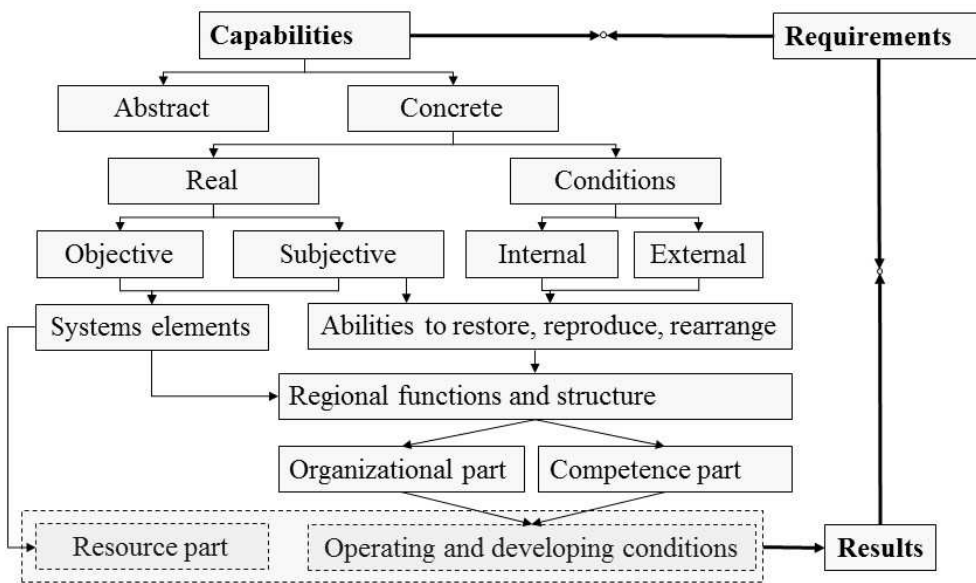 Capabilities
Requirements
Abstract
Concrete
Real
Conditions
Objective
Subjective
Internal
External
Systems elements
Abilities to restore, reproduce, rearrange
Regional functions and structure
Organizational part
Competence part
Resource part
Operating and developing conditions
Results